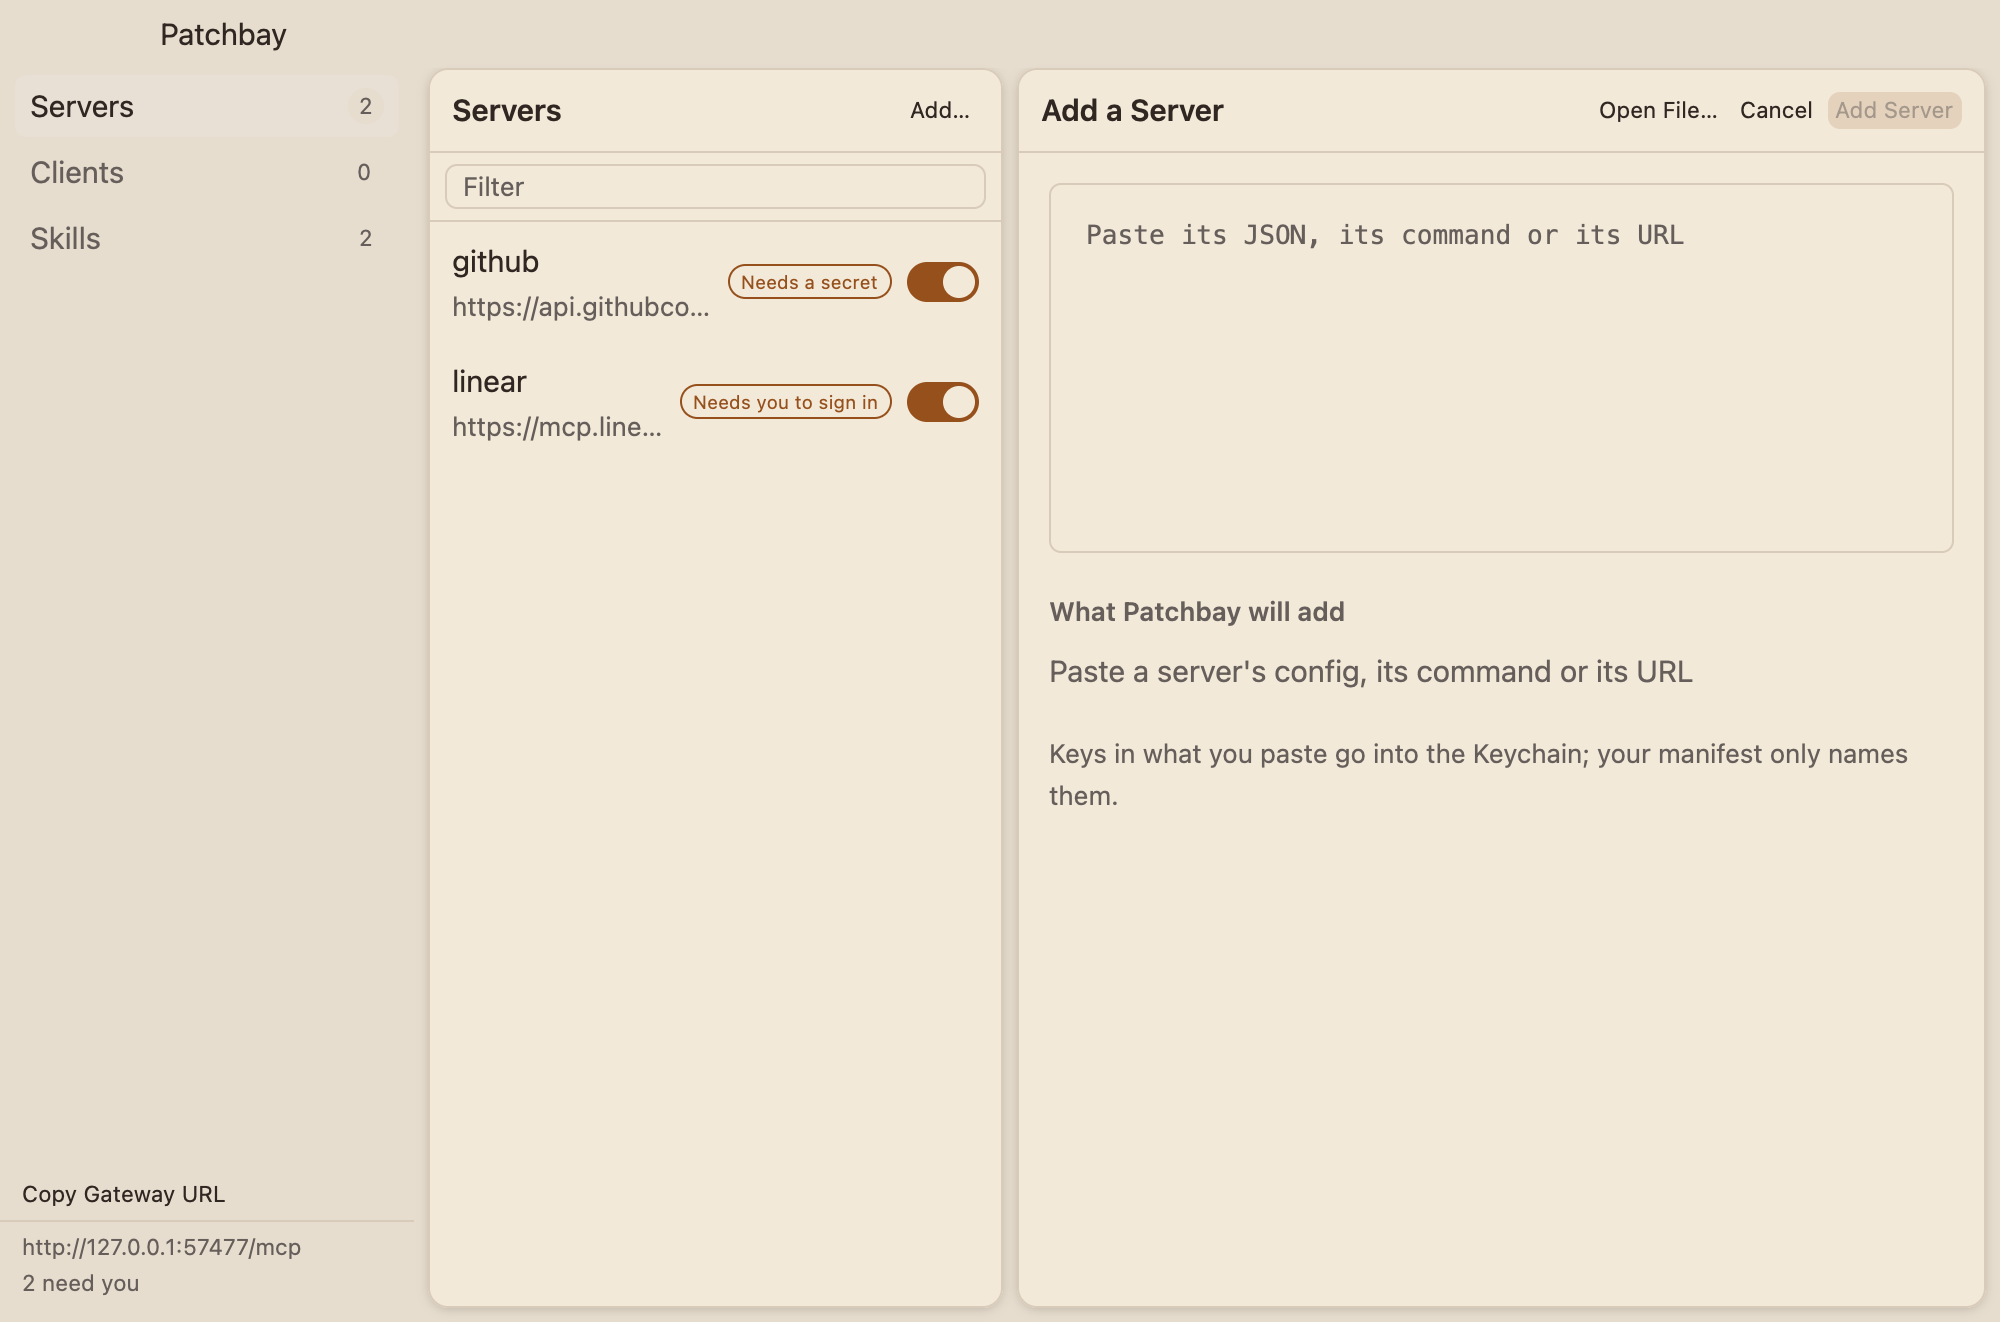 Patchbay
Servers 2
Clients 0
Skills 2
Copy Gateway URL
http://127.0.0.1:57477/mcp
2 need you
Servers Add...
Filter
github
https://api.githubco...
Needs a secret
linear
https://mcp.line...
Needs you to sign in
Add a Server Open File... Cancel Add Server
Paste its JSON, its command or its URL
What Patchbay will add
Paste a server's config, its command or its URL
Keys in what you paste go into the Keychain; your manifest only names
them.